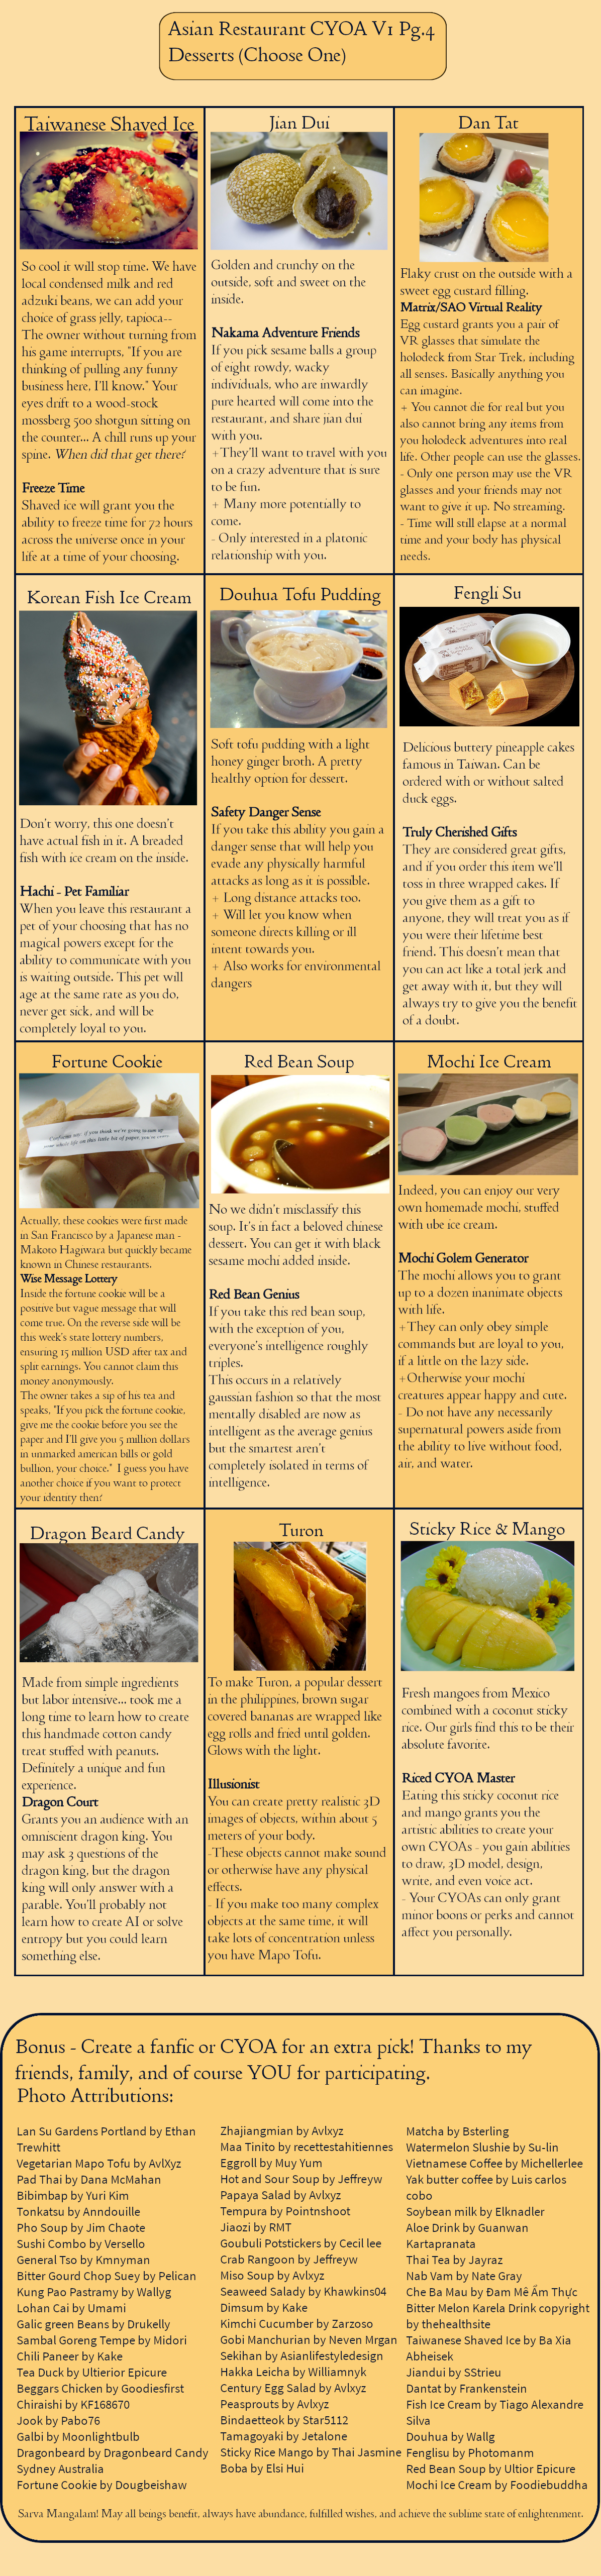 Asian Restaurant CYOA V1 Pg.4
Desserts (Choose One)
Taiwanese Shaved Ice
So cool it will stop time. We have
local condensed milk and red
adzuki beans, we can add your
choice of grass jelly, tapioca--
The owner without turning from
his game interrupts, "If you are
thinking of pulling any funny
business here, I'll know." Your
eyes drift to a wood-stock
mossberg 500 shotgun sitting on
the counter... A chill runs up your
spine. When did that get there?
Freeze Time
Shaved ice will grant you the
ability to freeze time for 72 hours
across the universe once in your
life at a time of your choosing.
Jian Dui
Golden and crunchy on the
outside, soft and sweet on the
inside.
Nakama Adventure Friends
If you pick sesame balls a group
of eight rowdy, wacky
individuals, who are inwardly
pure hearted will come into the
restaurant, and share jian dui
with you.
+They'll want to travel with you
on a crazy adventure that is sure
to be fun.
+ Many more potentially to
come.
- Only interested in a platonic
relationship with you.
Dan Tat
Flaky crust on the outside with a
sweet egg custard filling.
Matrix/SAO Virtual Reality
Egg custard grants you a pair of
VR glasses that simulate the
holodeck from Star Trek, including
all senses. Basically anything you
can imagine.
+ You cannot die for real but you
also cannot bring any items from
you holodeck adventures into real
life. Other people can use the glasses.
- Only one person may use the VR
glasses and your friends may not
want to give it up. No streaming.
- Time will still elapse at a normal
time and your body has physical
needs.
Korean Fish Ice Cream
Don't worry, this one doesn't
have actual fish in it. A breaded
fish with ice cream on the inside.
Hachi - Pet Familiar
When you leave this restaurant a
pet of your choosing that has no
magical powers except for the
ability to communicate with you
is waiting outside. This pet will
age at the same rate as you do,
never get sick, and will be
completely loyal to you.
Douhua Tofu Pudding
Soft tofu pudding with a light
honey ginger broth. A pretty
healthy option for dessert.
Safety Danger Sense
If you take this ability you gain a
danger sense that will help you
evade any physically harmful
attacks as long as it is possible.
+ Long distance attacks too.
+ Will let you know when
someone directs killing or ill
intent towards you.
+ Also works for environmental
dangers
Fengli Su
Delicious buttery pineapple cakes
famous in Taiwan. Can be
ordered with or without salted
duck eggs.
Truly Cherished Gifts
They are considered great gifts,
and if you order this item we'll
toss in three wrapped cakes. If
you give them as a gift to
anyone, they will treat you as if
you were their lifetime best
friend. This doesn't mean that
you can act like a total jerk and
get away with it, but they will
always try to give you the benefit
of a doubt.
Fortune Cookie
Actually, these cookies were first made
in San Francisco by a Japanese man -
Makoto Hagiwara but quickly became
known in Chinese restaurants.
Wise Message Lottery
Inside the fortune cookie will be a
positive but vague message that will
come true. On the reverse side will be
this week's state lottery numbers,
ensuring 15 million USD after tax and
split earnings. You cannot claim this
money anonymously.
The owner takes a sip of his tea and
speaks, "If you pick the fortune cookie,
give me the cookie before you see the
paper and I'll give you 5 million dollars
in unmarked american bills or gold
bullion, your choice." I guess you have
another choice if you want to protect
your identity then?
Red Bean Soup
No we didn't misclassify this
soup. It's in fact a beloved chinese
dessert. You can get it with black
sesame mochi added inside.
Red Bean Genius
If you take this red bean soup,
with the exception of you,
everyone's intelligence roughly
triples.
This occurs in a relatively
gaussian fashion so that the most
mentally disabled are now as
intelligent as the average genius
but the smartest aren't
completely isolated in terms of
intelligence.
Mochi Ice Cream
Indeed, you can enjoy our very
own homemade mochi, stuffed
with ube ice cream.
Mochi Golem Generator
The mochi allows you to grant
up to a dozen inanimate objects
with life.
+They can only obey simple
commands but are loyal to you,
if a little on the lazy side.
+Otherwise your mochi
creatures appear happy and cute.
- Do not have any necessarily
supernatural powers aside from
the ability to live without food,
air, and water.
Dragon Beard Candy
Made from simple ingredients
but labor intensive... took me a
long time to learn how to create
this handmade cotton candy
treat stuffed with peanuts.
Definitely a unique and fun
experience.
Dragon Court
Grants you an audience with an
omniscient dragon king. You
may ask 3 questions of the
dragon king, but the dragon
king will only answer with a
parable. You'll probably not
learn how to create AI or solve
entropy but you could learn
something else.
Turon
To make Turon, a popular dessert
in the philippines, brown sugar
covered bananas are wrapped like
egg rolls and fried until golden.
Glows with the light.
Illusionist
You can create pretty realistic 3D
images of objects, within about 5
meters of your body.
-These objects cannot make sound
or otherwise have any physical
effects.
- If you make too many complex
objects at the same time, it will
take lots of concentration unless
you have Mapo Tofu.
Sticky Rice & Mango
Fresh mangoes from Mexico
combined with a coconut sticky
rice. Our girls find this to be their
absolute favorite.
Riced CYOA Master
Eating this sticky coconut rice
and mango grants you the
artistic abilities to create your
own CYOAs - you gain abilities
to draw, 3D model, design,
write, and even voice act.
- Your CYOAs can only grant
minor boons or perks and cannot
affect you personally.
Bonus - Create a fanfic or CYOA for an extra pick! Thanks to my
friends, family, and of course YOU for participating.
Photo Attributions:
Lan Su Gardens Portland by Ethan
Trewhitt
Vegetarian Mapo Tofu by AvlXyz
Pad Thai by Dana McMahan
Bibimbap by Yuri Kim
Tonkatsu by Anndouille
Pho Soup by Jim Chaote
Sushi Combo by Versello
General Tso by Kmnyman
Bitter Gourd Chop Suey by Pelican
Kung Pao Pastramy by Wallyg
Lohan Cai by Umami
Galic green Beans by Drukelly
Sambal Goreng Tempe by Midori
Chili Paneer by Kake
Tea Duck by Ultierior Epicure
Beggars Chicken by Goodiesfirst
Chiraishi by KF168670
Jook by Pabo76
Galbi by Moonlightbulb
Dragonbeard by Dragonbeard Candy
Sydney Australia
Fortune Cookie by Dougbeishaw
Zhajiangmian by Avlxyz
Maa Tinito by recettestahitiennes
Eggroll by Muy Yum
Hot and Sour Soup by Jeffreyw
Papaya Salad by Avlxyz
Tempura by Pointnshoot
Jiaozi by RMT
Goubuli Potstickers by Cecil lee
Crab Rangoon by Jeffreyw
Miso Soup by Avlxyz
Seaweed Salady by Khawkins04
Dimsum by Kake
Kimchi Cucumber by Zarzoso
Gobi Manchurian by Neven Mrgan
Sekihan by Asianlifestyledesign
Hakka Leicha by Williamnyk
Century Egg Salad by Avlxyz
Peasprouts by Avlxyz
Bindaetteok by Star5112
Tamagoyaki by Jetalone
Sticky Rice Mango by Thai Jasmine
Boba by Elsi Hui
Matcha by Bsterling
Watermelon Slushie by Su-lin
Vietnamese Coffee by Michellerlee
Yak butter coffee by Luis carlos
cobo
Soybean milk by Elknadler
Aloe Drink by Guanwan
Kartapranata
Thai Tea by Jayraz
Nab Vam by Nate Gray
Che Ba Mau by Đam Mê Ẩm Thực
Bitter Melon Karela Drink copyright
by thehealthsite
Taiwanese Shaved Ice by Ba Xia
Abheisek
Jiandui by SStrieu
Dantat by Frankenstein
Fish Ice Cream by Tiago Alexandre
Silva
Douhua by Wallg
Fenglisu by Photomanm
Red Bean Soup by Ultior Epicure
Mochi Ice Cream by Foodiebuddha
Sarva Mangalam! May all beings benefit, always have abundance, fulfilled wishes, and achieve the sublime state of enlightenment.